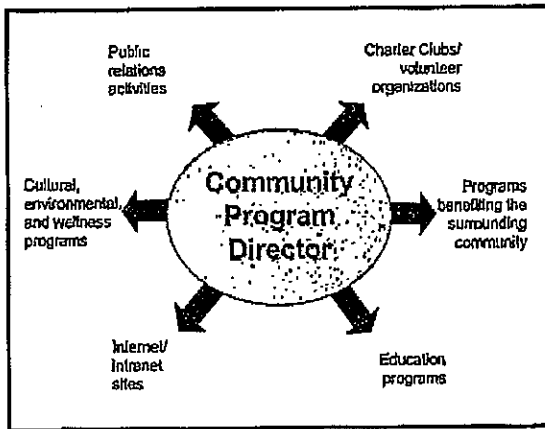 Public
relations
activities
Charter Clubs/
volunteer
organizations
Cultural,
environmental,
and wellness
programs
Community
Program
Director
Programs
benefiting the
surrounding
community
Internet/
Intranet
sites
Education
programs